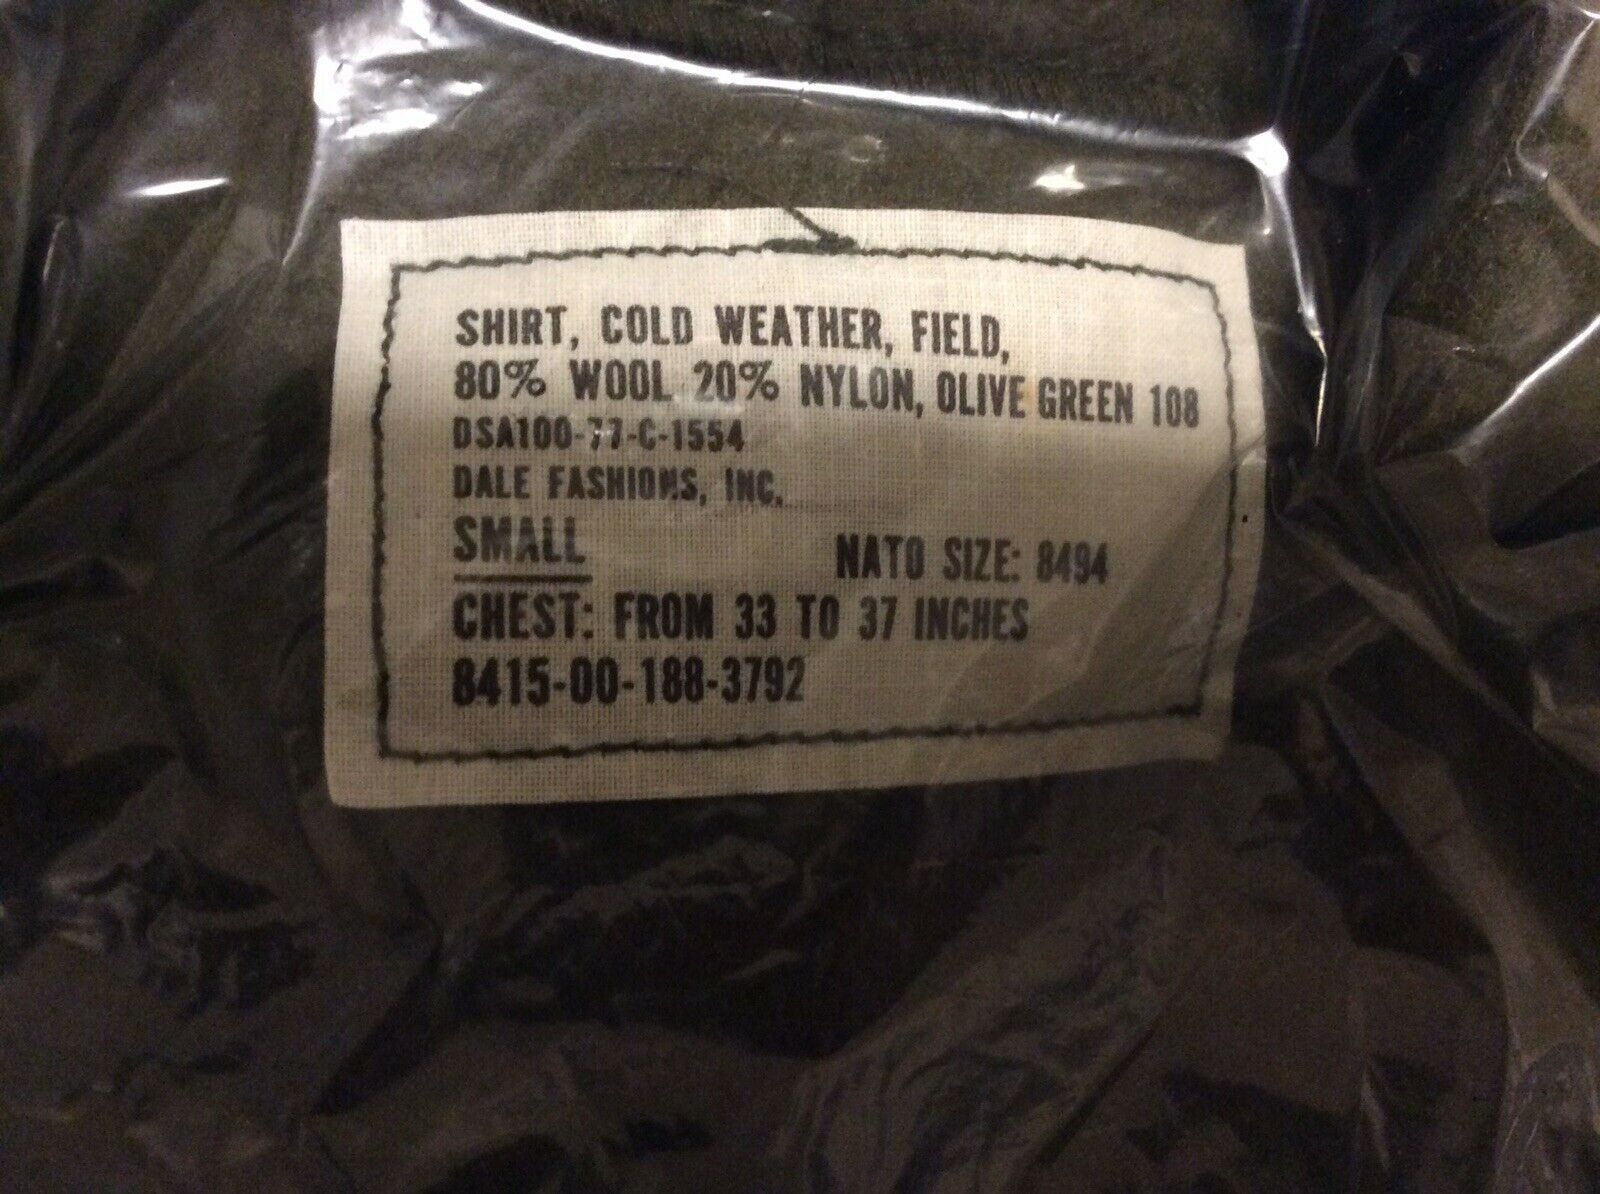 SHIRT, COLD WEATHER, FIELD,
80% WOOL 20% NYLON, OLIVE GREEN 108
DSA100-77-C-1554
DALE FASHIONS, INC.
SMALL NATO SIZE: 8494
CHEST: FROM 33 TO 37 INCHES
8415-00-188-3792